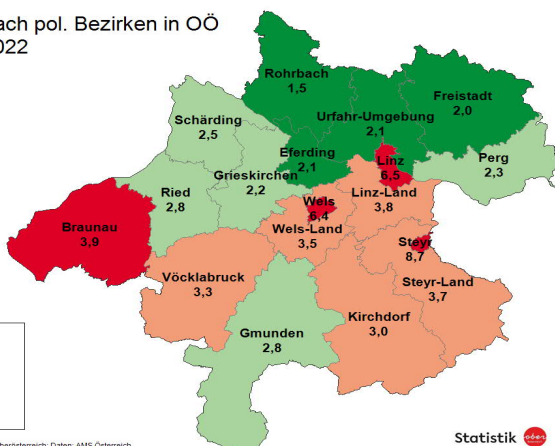 ach pol. Bezirken in OÖ
022
Rohrbach
1,5
Freistadt
2,0
Urfahr-Umgebung
2,1
Schärding
2,5
Eferding
2,1
Linz
6,5
Perg
2,3
Grieskirchen
2,2
Ried
2,8
Wels
6,4
Linz-Land
3,8
Braunau
3,9
Wels-Land
3,5
Steyr
8,7
Vöcklabruck
3,3
Steyr-Land
3,7
Kirchdorf
3,0
Gmunden
2,8
berösterreich; Daten: AMS Österreich
Statistik